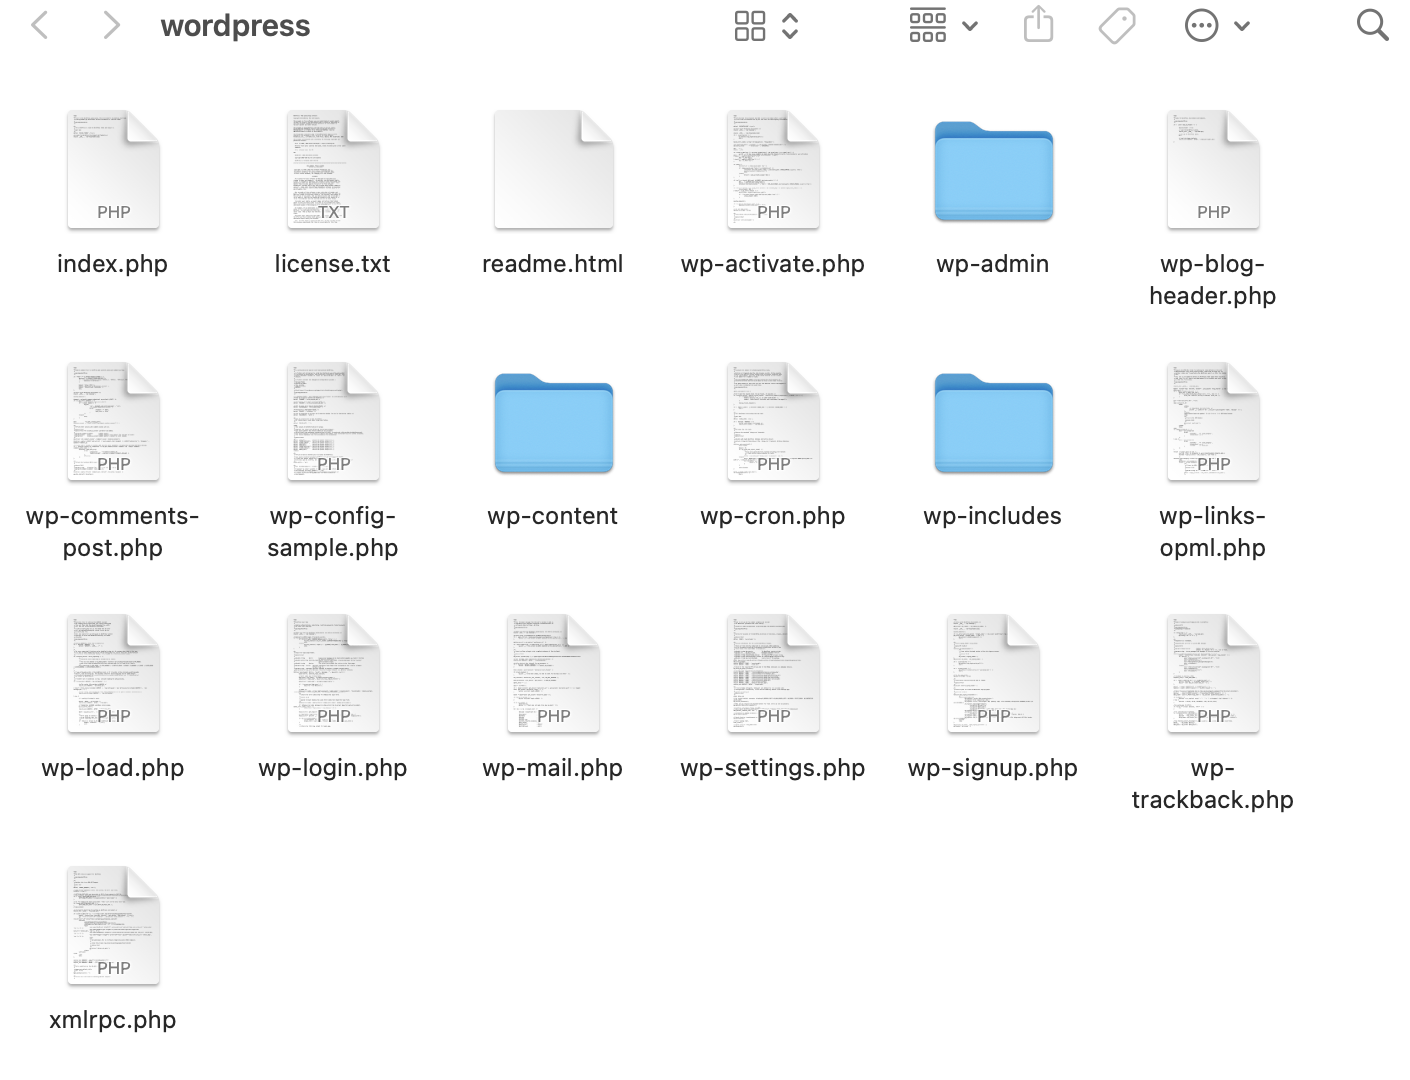 wordpress
PHP
TXT
PHP
PHP
index.php
license.txt
readme.html
wp-activate.php
wp-admin
wp-blog-
header.php
PHP
PHP
PHP
PHP
wp-comments-
post.php
wp-config-
sample.php
wp-content
wp-cron.php
wp-includes
wp-links-
opml.php
PHP
PHP
PHP
PHP
PHP
PHP
wp-load.php
wp-login.php
wp-mail.php
wp-settings.php
wp-signup.php
wp-
trackback.php
PHP
xmlrpc.php